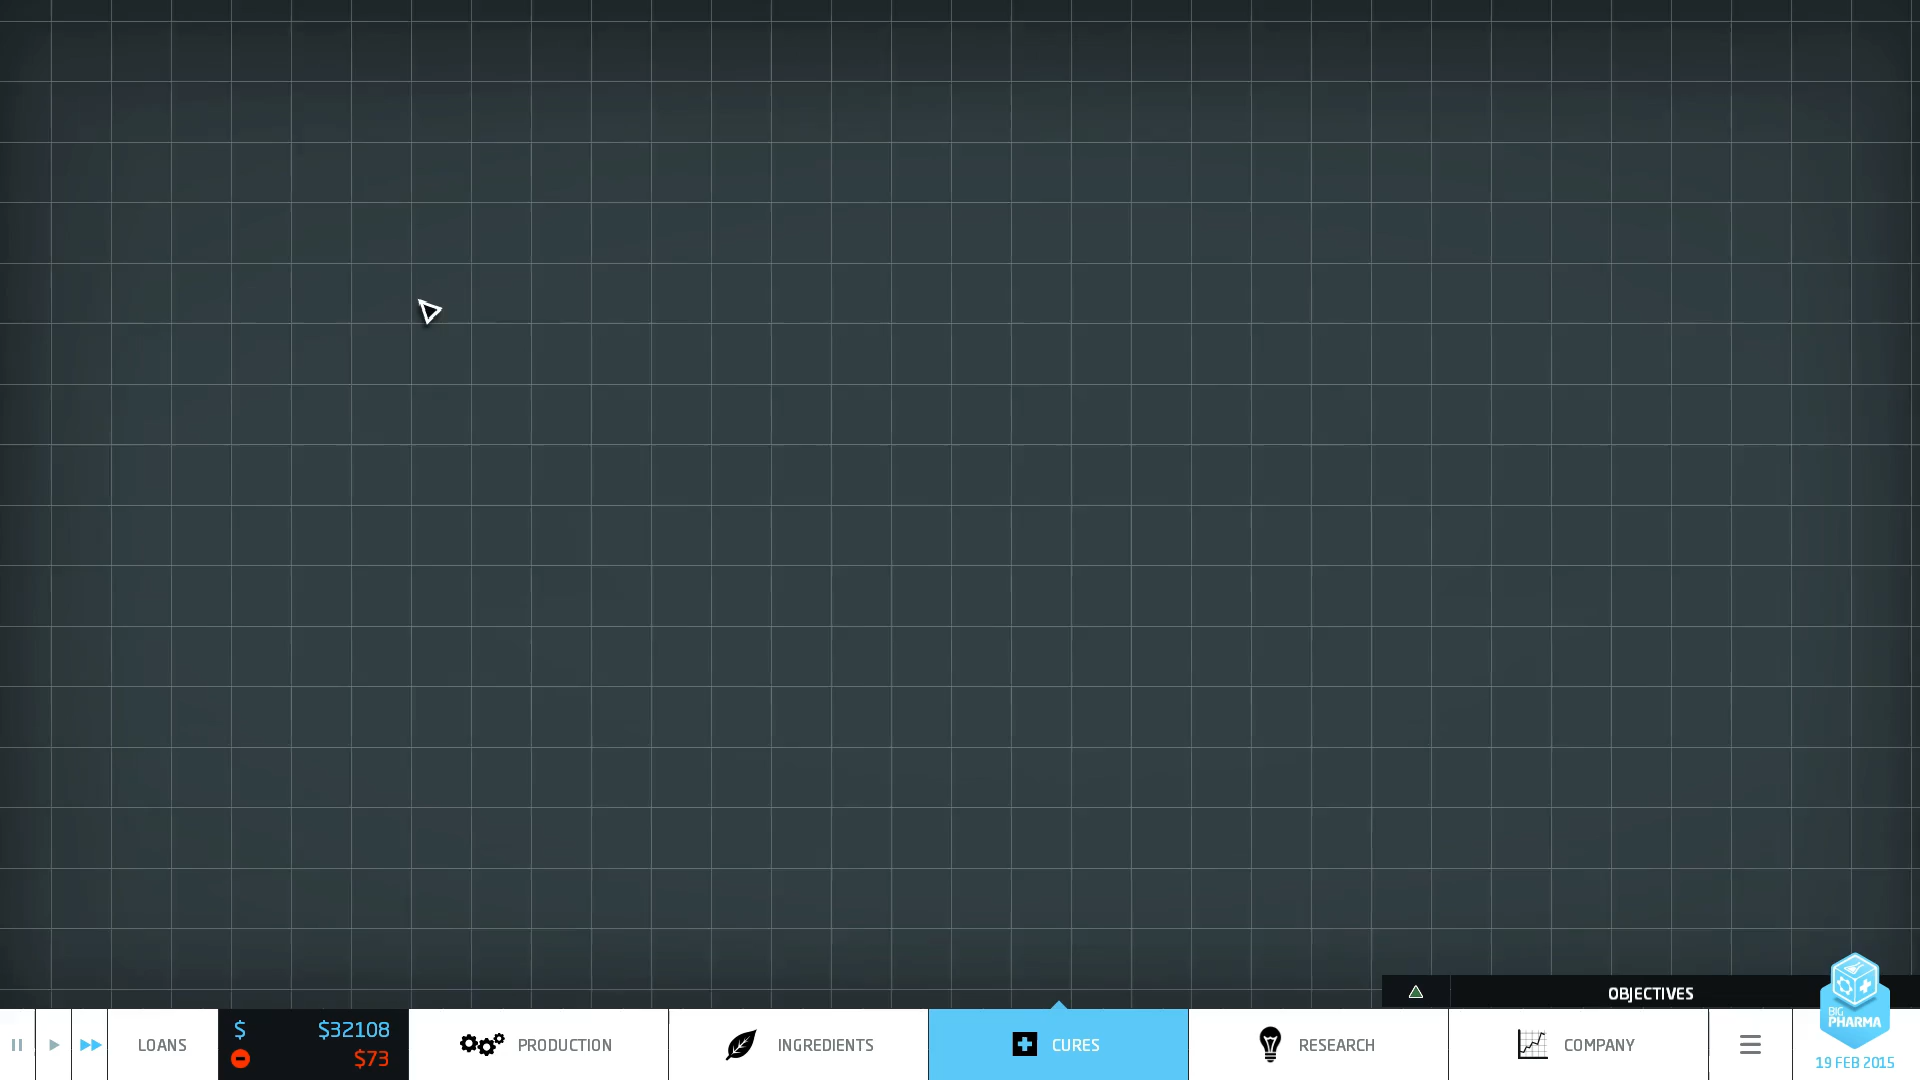 OBJECTIVES
LOANS
$ $32108
$73
PRODUCTION
INGREDIENTS
CURES
RESEARCH
COMPANY
BIG
PHARMA
19 FEB 2015